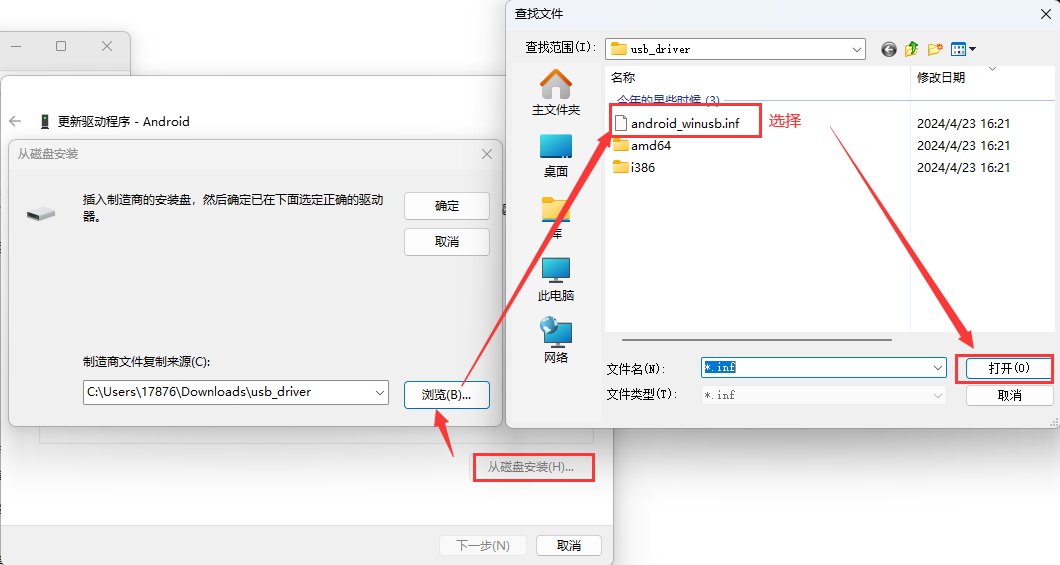 更新驱动程序 - Android
从磁盘安装
插入制造商的安装盘，然后确定已在下面选定正确的驱动
器。
确定
取消
制造商文件复制来源(C):
C:\Users\17876\Downloads\usb_driver
浏览(B)...
从磁盘安装(H)...
下一步(N)
取消
查找文件
查找范围(I):
usb_driver
主文件夹
桌面
库
此电脑
网络
名称
修改日期
今年的早些时候 (3)
android_winusb.inf
2024/4/23 16:21
选择
amd64
2024/4/23 16:21
i386
2024/4/23 16:21
文件名(N):
*.inf
打开(O)
文件类型(T):
*.inf
取消